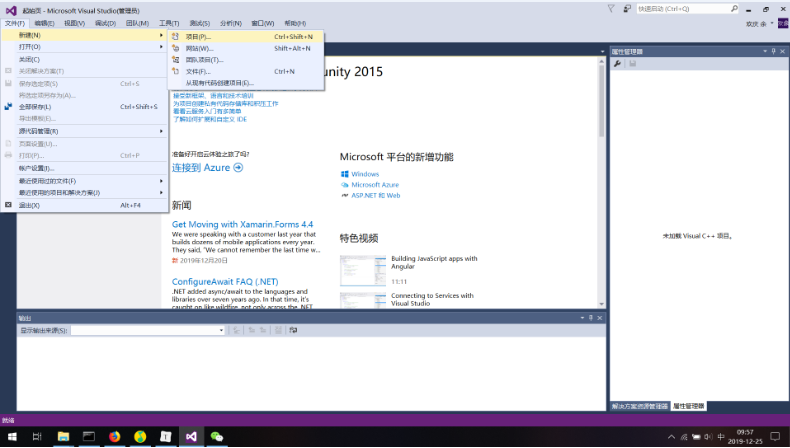 起始页 - Microsoft Visual Studio(管理员)
快速启动 (Ctrl+Q)
文件(F) 编辑(E) 视图(V) 调试(D) 团队(M) 工具(T) 测试(S) 分析(N) 窗口(W) 帮助(H)
欢庆 余
新建(N)
打开(O)
关闭(C)
关闭解决方案(T)
保存选定项(S) Ctrl+S
将选定项另存为(A)...
全部保存(L) Ctrl+Shift+S
导出模板(E)...
源代码管理(R)
页面设置(U)...
打印(P)... Ctrl+P
帐户设置(I)...
最近使用过的文件(F)
最近使用的项目和解决方案(J)
退出(X) Alt+F4
项目(P)... Ctrl+Shift+N
网站(W)... Shift+Alt+N
团队项目(T)...
文件(F)... Ctrl+N
从现有代码创建项目(E)...
unity 2015
接受新框架、语言和技术培训
为项目创建私有代码存储库和积压工作
看看云服务入门有多简单
了解如何扩展和自定义 IDE
准备好开启云体验之旅了吗?
连接到 Azure
新闻
Get Moving with Xamarin.Forms 4.4
We were speaking with a customer last year that
builds dozens of mobile applications every year.
They said, "We cannot remember the last time w...
2019年12月20日
ConfigureAwait FAQ (.NET)
.NET added async/await to the languages and
libraries over seven years ago. In that time, it's
caught on like wildfire, not only across the .NET
Microsoft 平台的新增功能
Windows
Microsoft Azure
ASP.NET 和 Web
特色视频
Building JavaScript apps with
Angular
11:11
Connecting to Services with
Visual Studio
属性管理器
未加载 Visual C++ 项目。
输出
显示输出来源(S):
解决方案资源管理器 属性管理器
就绪
中
09:57
2019-12-25